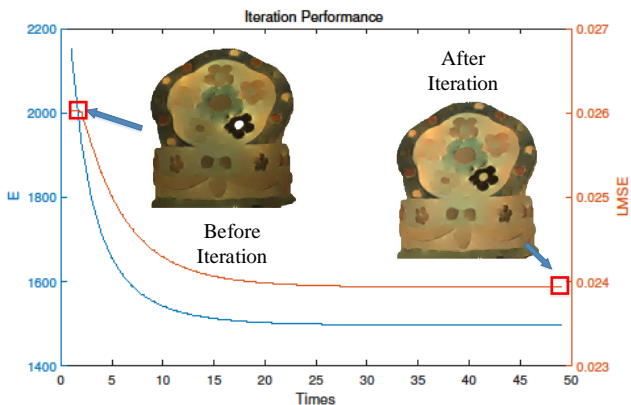 Iteration Performance
2200
2000
1800
1600
1400
E
0.027
0.026
0.025
0.024
0.023
LMSE
Before
Iteration
After
Iteration
0 5 10 15 20 25 30 35 40 45 50
Times